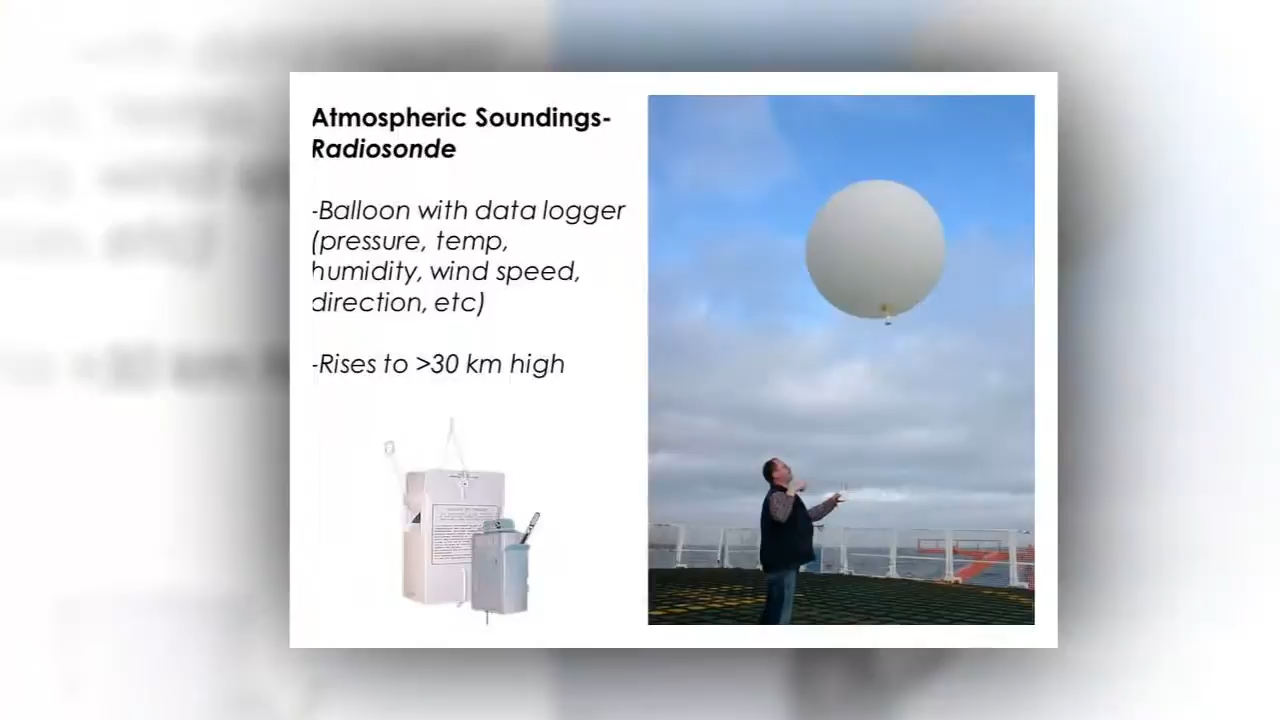 Atmospheric Soundings-
Radiosonde
-Balloon with data logger
(pressure, temp,
humidity, wind speed,
direction, etc)
-Rises to >30 km high